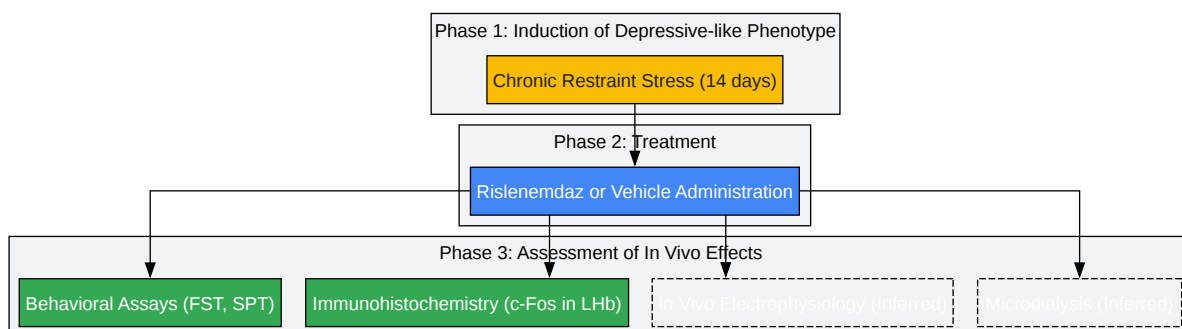 Phase 1: Induction of Depressive-like Phenotype
Chronic Restraint Stress (14 days)
Phase 2: Treatment
Rislenemdaz or Vehicle Administration
Phase 3: Assessment of In Vivo Effects
Behavioral Assays (FST, SPT)
Immunohistochemistry (c-Fos in LHb)
In Vivo Electrophysiology (Inferred)
Microdialysis (Inferred)